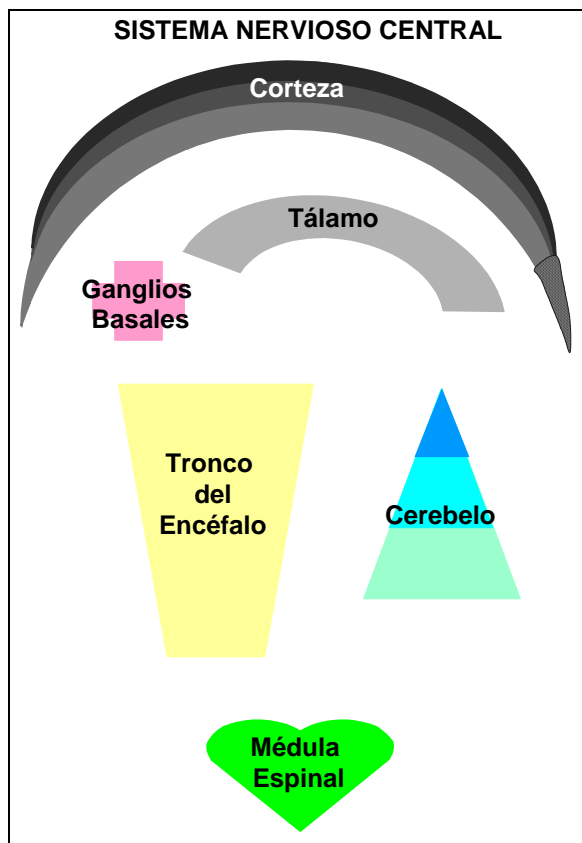 SISTEMA NERVIOSO CENTRAL
Corteza
Tálamo
Ganglios
Basales
Tronco
del
Encéfalo
Cerebelo
Médula
Espinal